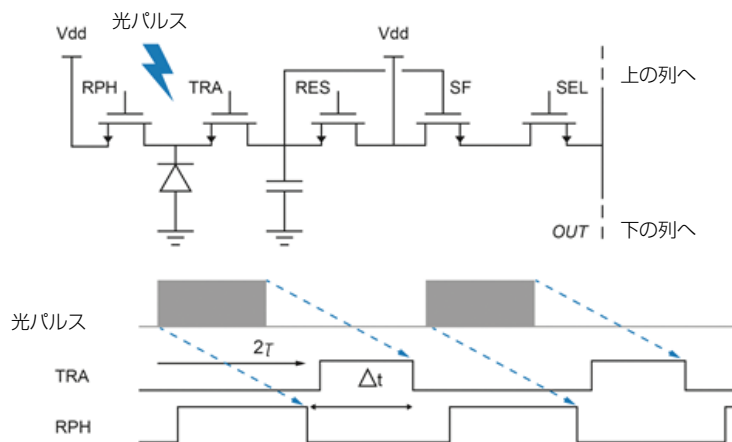 光パルス
Vdd
Vdd
RPH
TRA
RES
SF
SEL
上の列へ
OUT
下の列へ
光パルス
2τ
TRA
Δt
RPH